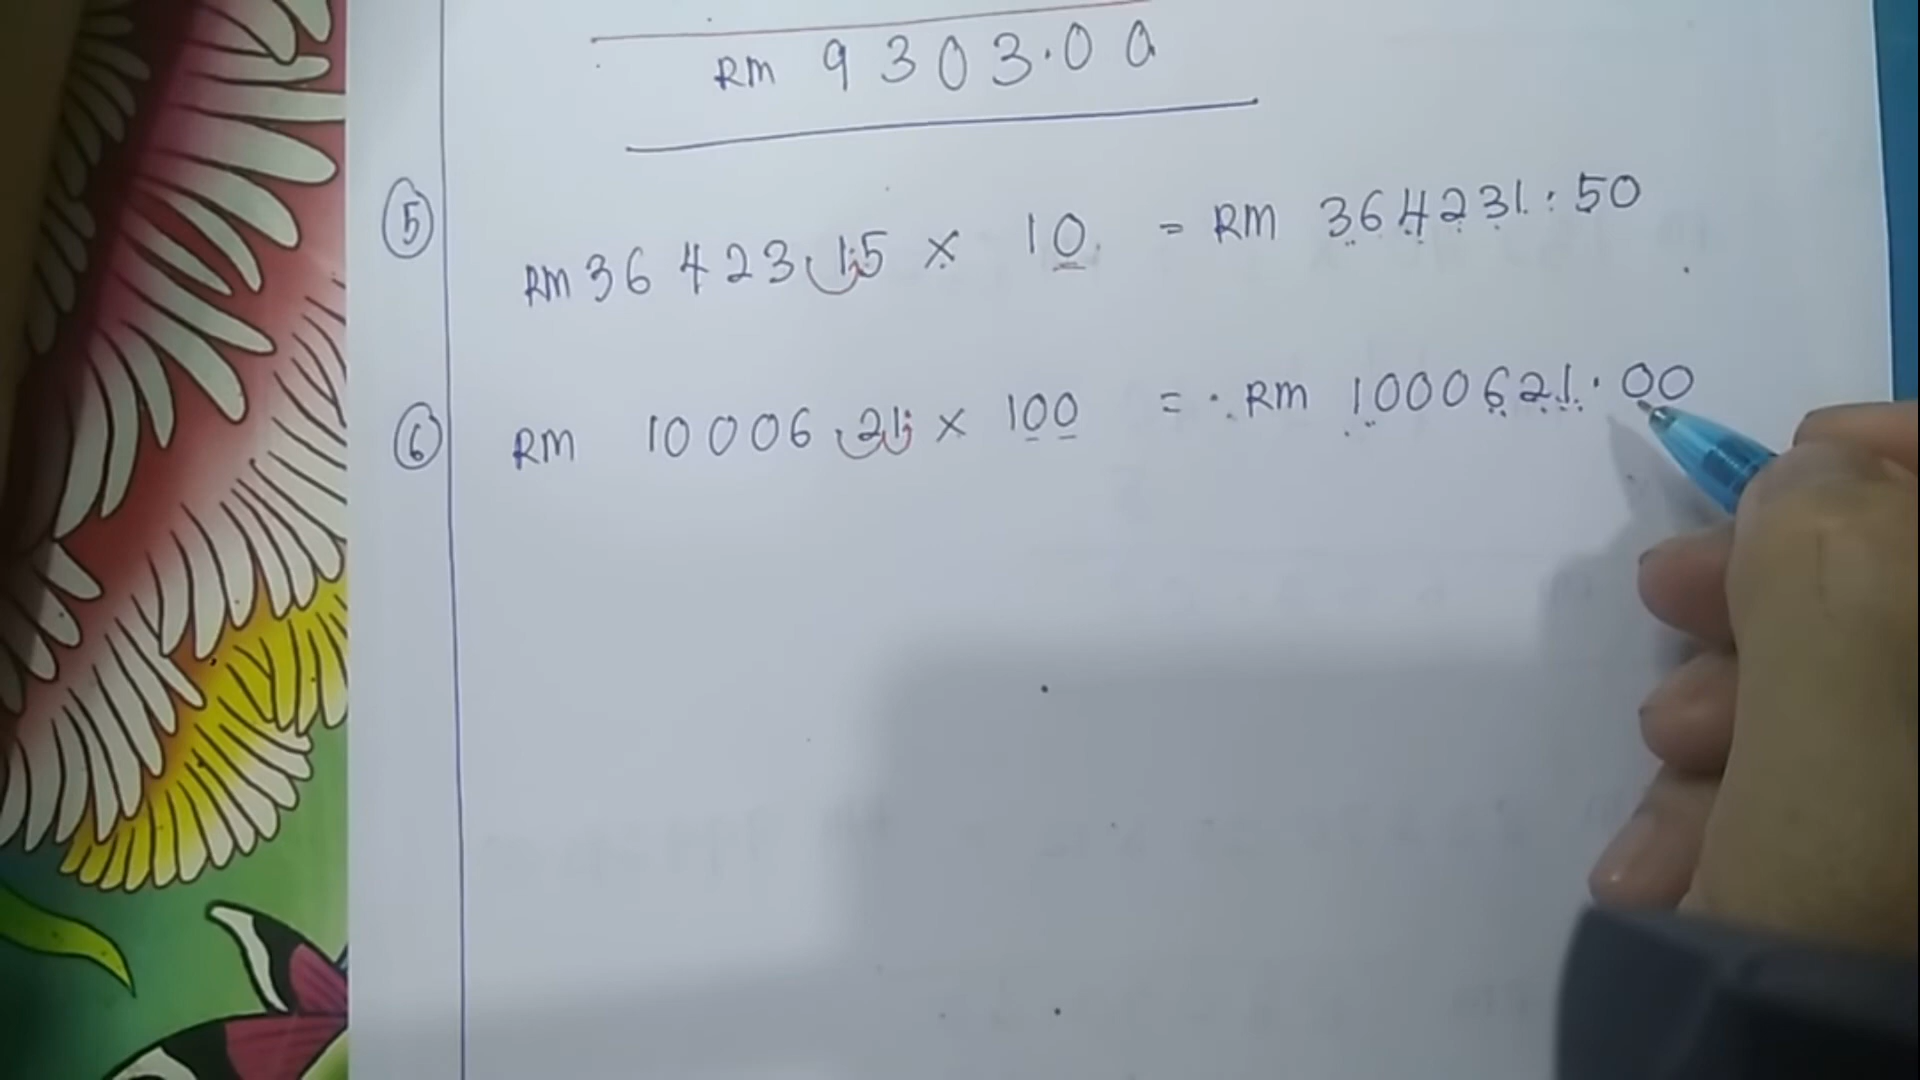 RM 9303.00
5 RM 36423.15 × 10 = RM 364231.50
6 RM 10006.21 × 100 = RM 1000621.00